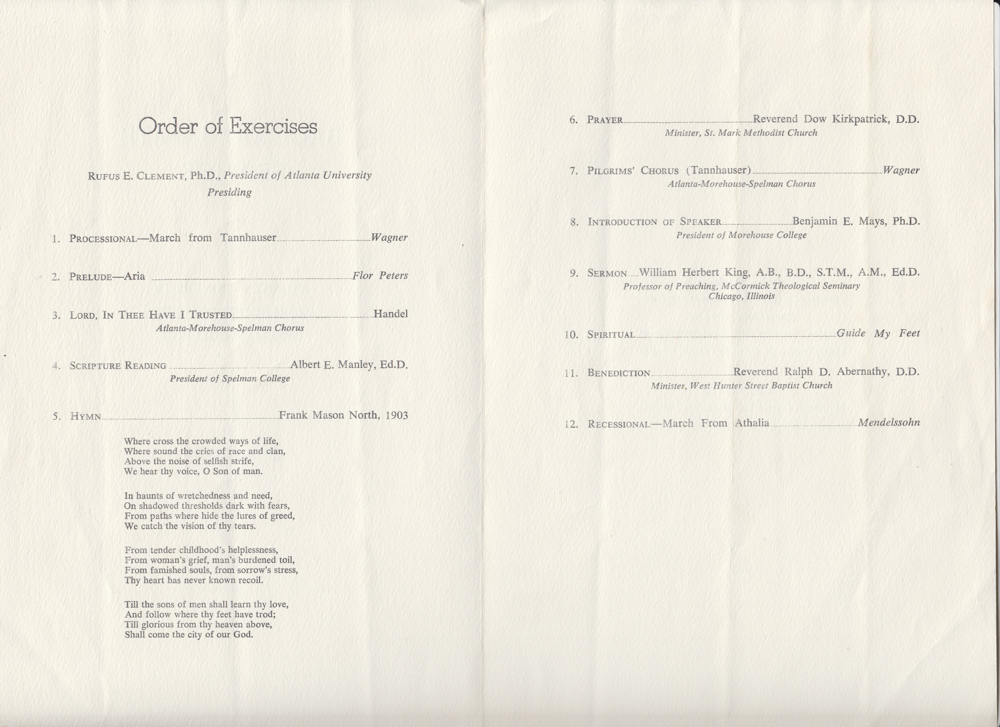 Order of Exercises
RUFUS E. CLEMENT, Ph.D., President of Atlanta University
Presiding
1. PROCESSIONAL—March from Tannhauser Wagner
2. PRELUDE—Aria Flor Peters
3. LORD, IN THEE HAVE I TRUSTED Handel
Atlanta-Morehouse-Spelman Chorus
4. SCRIPTURE READING Albert E. Manley, Ed.D.
President of Spelman College
5. HYMN Frank Mason North, 1903
Where cross the crowded ways of life,
Where sound the cries of race and clan,
Above the noise of selfish strife,
We hear thy voice, O Son of man.
In haunts of wretchedness and need,
On shadowed thresholds dark with fears,
From paths where hide the lures of greed,
We catch the vision of thy tears.
From tender childhood's helplessness,
From woman's grief, man's burdened toil,
From famished souls, from sorrow's stress,
Thy heart has never known recoil.
Till the sons of men shall learn thy love,
And follow where thy feet have trod;
Till glorious from thy heaven above,
Shall come the city of our God.
6. PRAYER Reverend Dow Kirkpatrick, D.D.
Minister, St. Mark Methodist Church
7. PILGRIMS' CHORUS (Tannhauser) Wagner
Atlanta-Morehouse-Spelman Chorus
8. INTRODUCTION OF SPEAKER Benjamin E. Mays, Ph.D.
President of Morehouse College
9. SERMON William Herbert King, A.B., B.D., S.T.M., A.M., Ed.D.
Professor of Preaching, McCormick Theological Seminary
Chicago, Illinois
10. SPIRITUAL Guide My Feet
11. BENEDICTION Reverend Ralph D. Abernathy, D.D.
Minister, West Hunter Street Baptist Church
12. RECESSIONAL—March From Athalia Mendelssohn